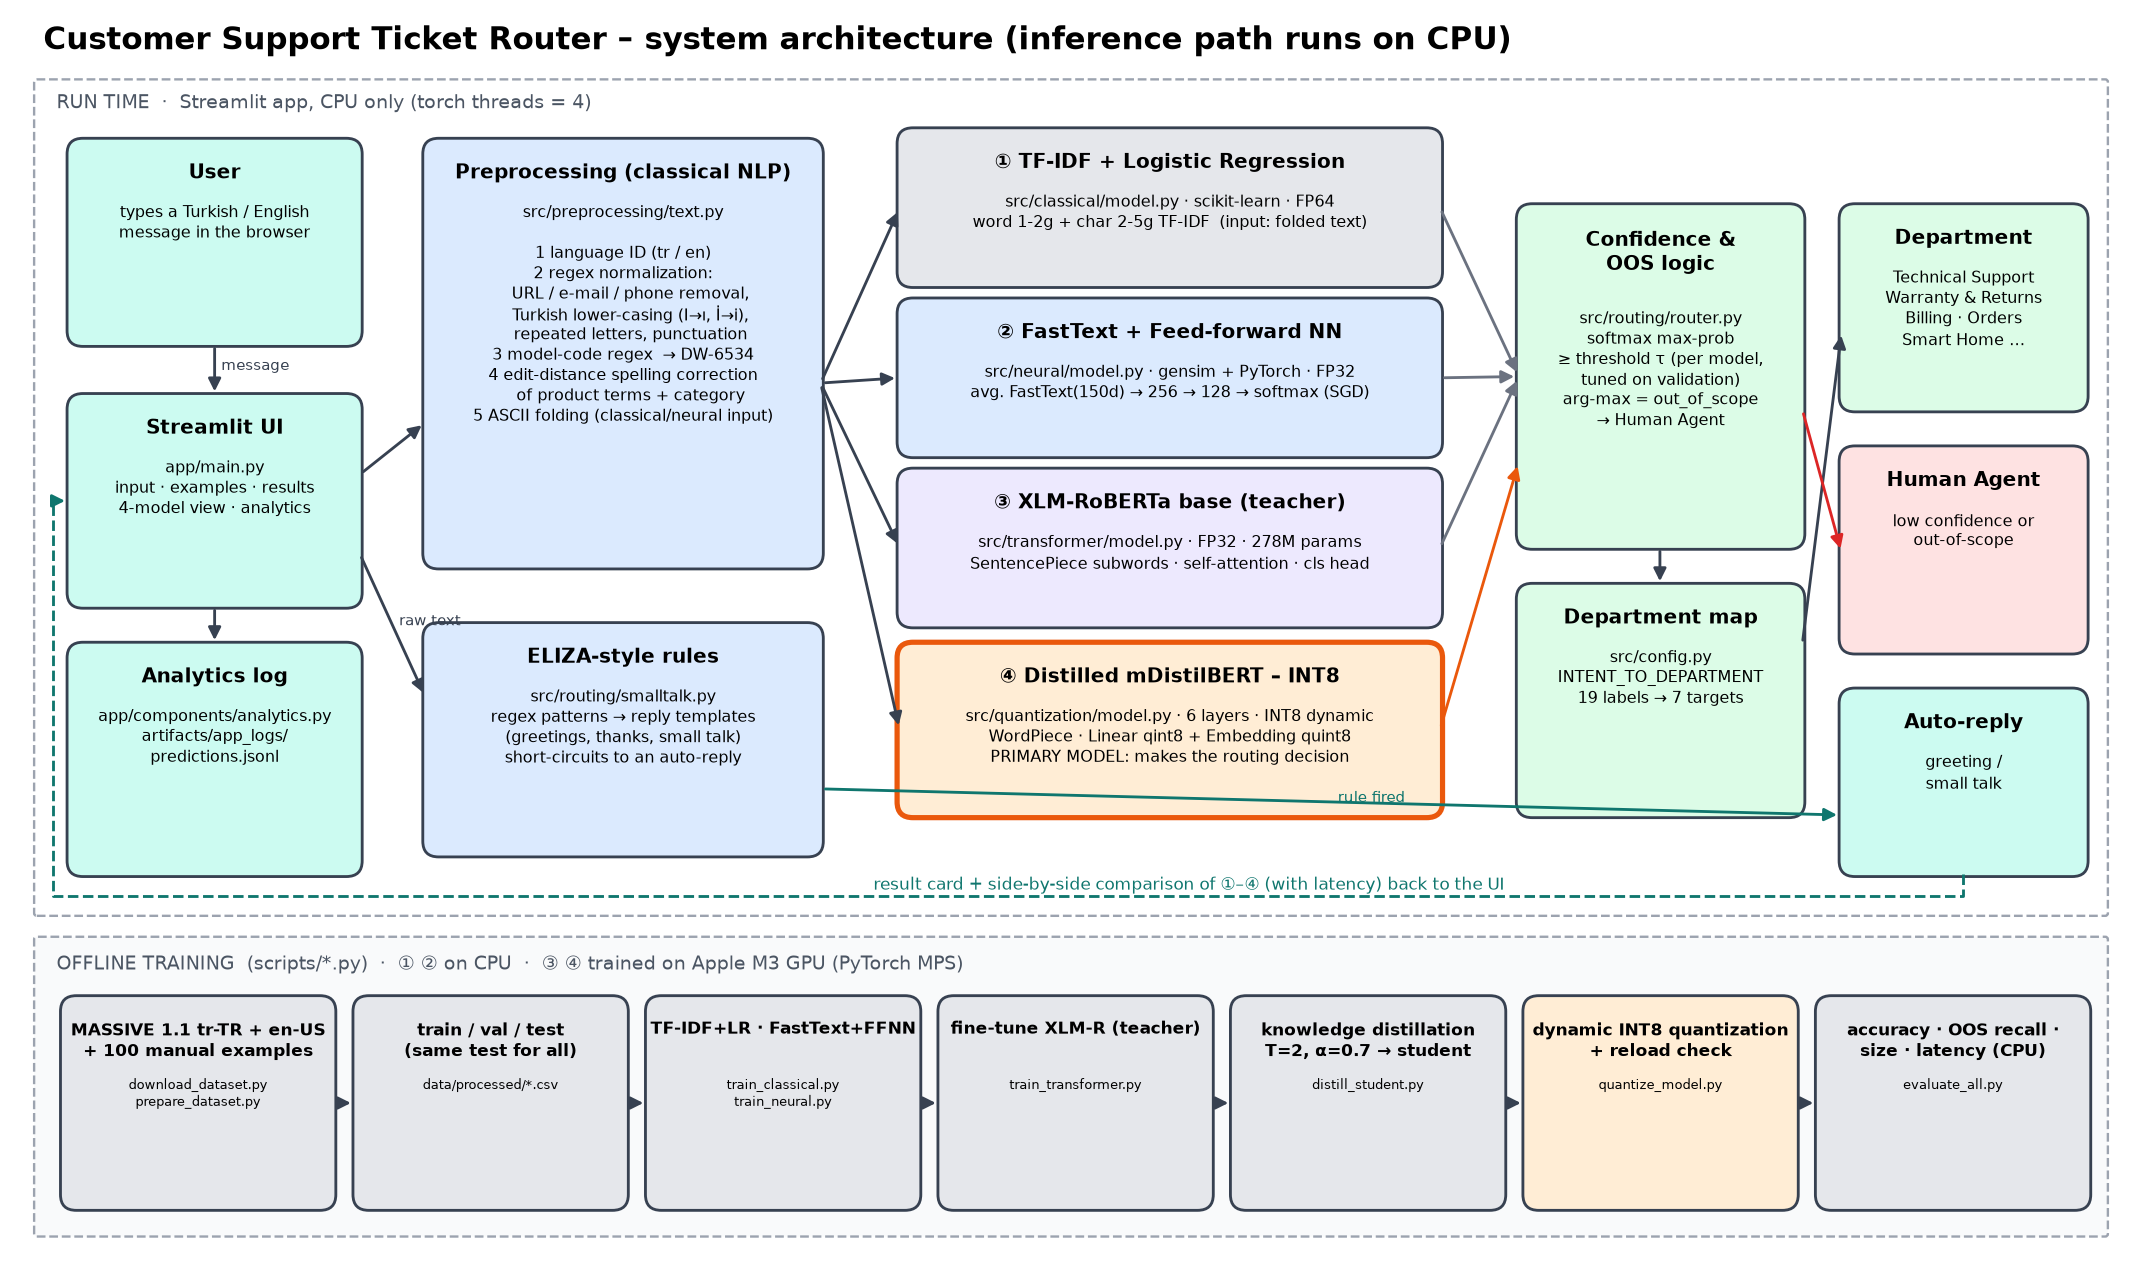 Customer Support Ticket Router – system architecture (inference path runs on CPU)
RUN TIME · Streamlit app, CPU only (torch threads = 4)
User
types a Turkish / English
message in the browser
message
Streamlit UI
app/main.py
input · examples · results
4-model view · analytics
Analytics log
app/components/analytics.py
artifacts/app_logs/
predictions.jsonl
Preprocessing (classical NLP)
src/preprocessing/text.py
1 language ID (tr / en)
2 regex normalization:
URL / e-mail / phone removal,
Turkish lower-casing (I→ı, İ→i),
repeated letters, punctuation
3 model-code regex → DW-6534
4 edit-distance spelling correction
of product terms + category
5 ASCII folding (classical/neural input)
raw text
ELIZA-style rules
src/routing/smalltalk.py
regex patterns → reply templates
(greetings, thanks, small talk)
short-circuits to an auto-reply
① TF-IDF + Logistic Regression
src/classical/model.py · scikit-learn · FP64
word 1-2g + char 2-5g TF-IDF (input: folded text)
② FastText + Feed-forward NN
src/neural/model.py · gensim + PyTorch · FP32
avg. FastText(150d) → 256 → 128 → softmax (SGD)
③ XLM-RoBERTa base (teacher)
src/transformer/model.py · FP32 · 278M params
SentencePiece subwords · self-attention · cls head
④ Distilled mDistilBERT – INT8
src/quantization/model.py · 6 layers · INT8 dynamic
WordPiece · Linear qint8 + Embedding quint8
PRIMARY MODEL: makes the routing decision
rule fired
Confidence &
OOS logic
src/routing/router.py
softmax max-prob
≥ threshold τ (per model,
tuned on validation)
arg-max = out_of_scope
→ Human Agent
Department map
src/config.py
INTENT_TO_DEPARTMENT
19 labels → 7 targets
Department
Technical Support
Warranty & Returns
Billing · Orders
Smart Home …
Human Agent
low confidence or
out-of-scope
Auto-reply
greeting /
small talk
result card + side-by-side comparison of ①–④ (with latency) back to the UI
OFFLINE TRAINING (scripts/*.py) · ① ② on CPU · ③ ④ trained on Apple M3 GPU (PyTorch MPS)
MASSIVE 1.1 tr-TR + en-US
+ 100 manual examples
download_dataset.py
prepare_dataset.py
train / val / test
(same test for all)
data/processed/*.csv
TF-IDF+LR · FastText+FFNN
train_classical.py
train_neural.py
fine-tune XLM-R (teacher)
train_transformer.py
knowledge distillation
T=2, α=0.7 → student
distill_student.py
dynamic INT8 quantization
+ reload check
quantize_model.py
accuracy · OOS recall ·
size · latency (CPU)
evaluate_all.py